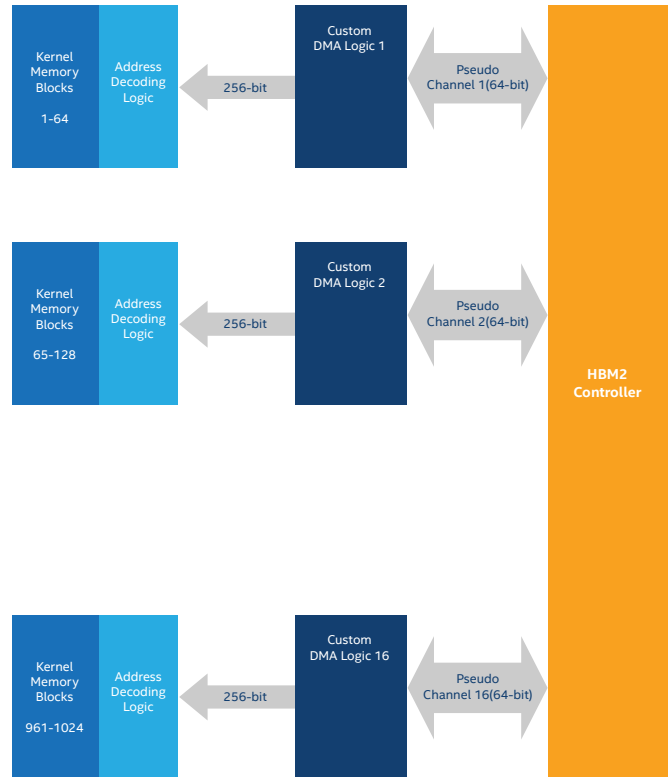 Kernel
Memory
Blocks
1-64
Address
Decoding
Logic
256-bit
Custom
DMA Logic 1
Pseudo
Channel 1(64-bit)
Kernel
Memory
Blocks
65-128
Address
Decoding
Logic
256-bit
Custom
DMA Logic 2
Pseudo
Channel 2(64-bit)
HBM2
Controller
Kernel
Memory
Blocks
961-1024
Address
Decoding
Logic
256-bit
Custom
DMA Logic 16
Pseudo
Channel 16(64-bit)